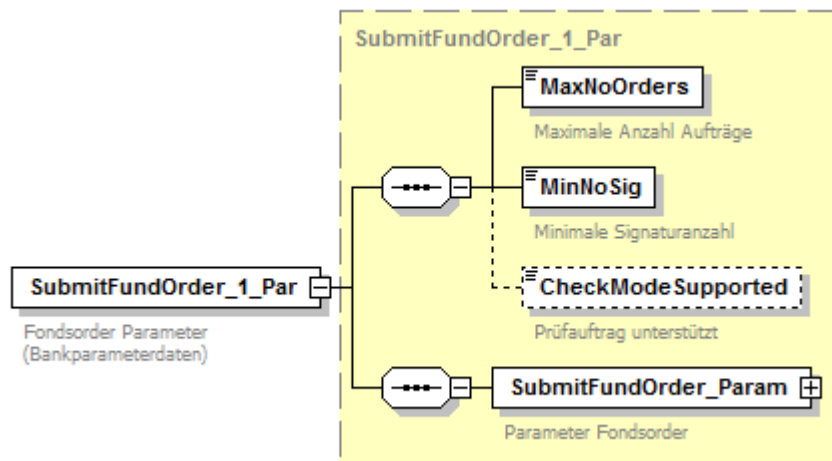 SubmitFundOrder_1_Par
MaxNoOrders
Maximale Anzahl Aufträge
MinNoSig
Minimale Signaturanzahl
SubmitFundOrder_1_Par
Fondsorder Parameter
(Bankparameterdaten)
CheckModeSupported
Prüfauftrag unterstützt
SubmitFundOrder_Param
Parameter Fondsorder